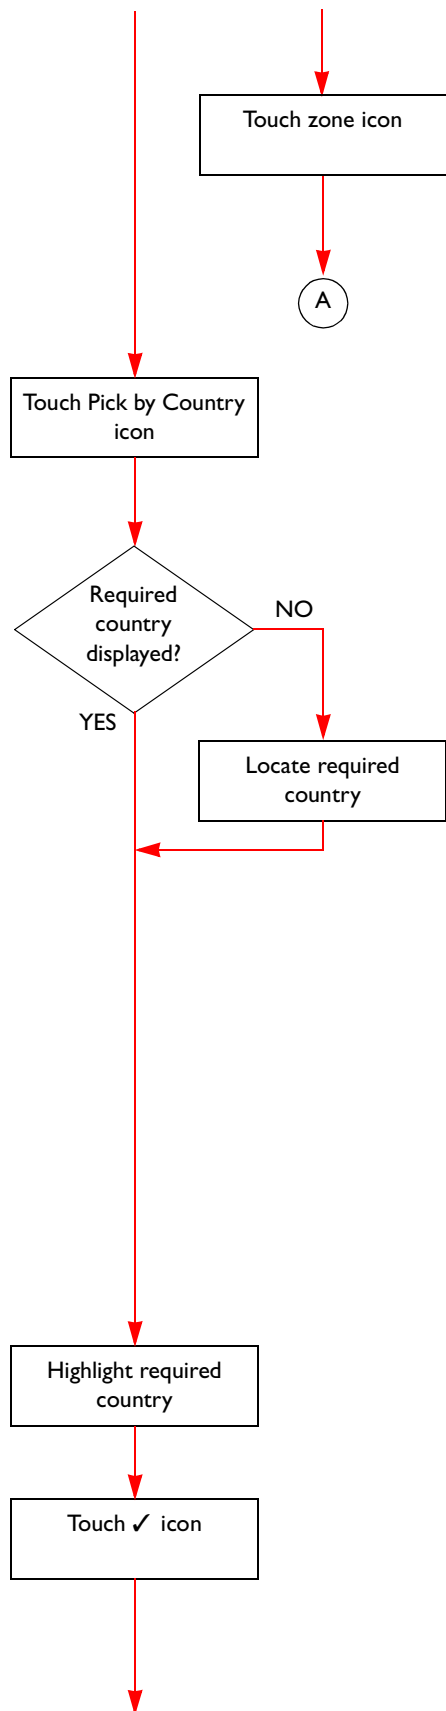 Touch zone icon
A
Touch Pick by Country
icon
Required
country
displayed?
NO
YES
Locate required
country
Highlight required
country
Touch ✓ icon